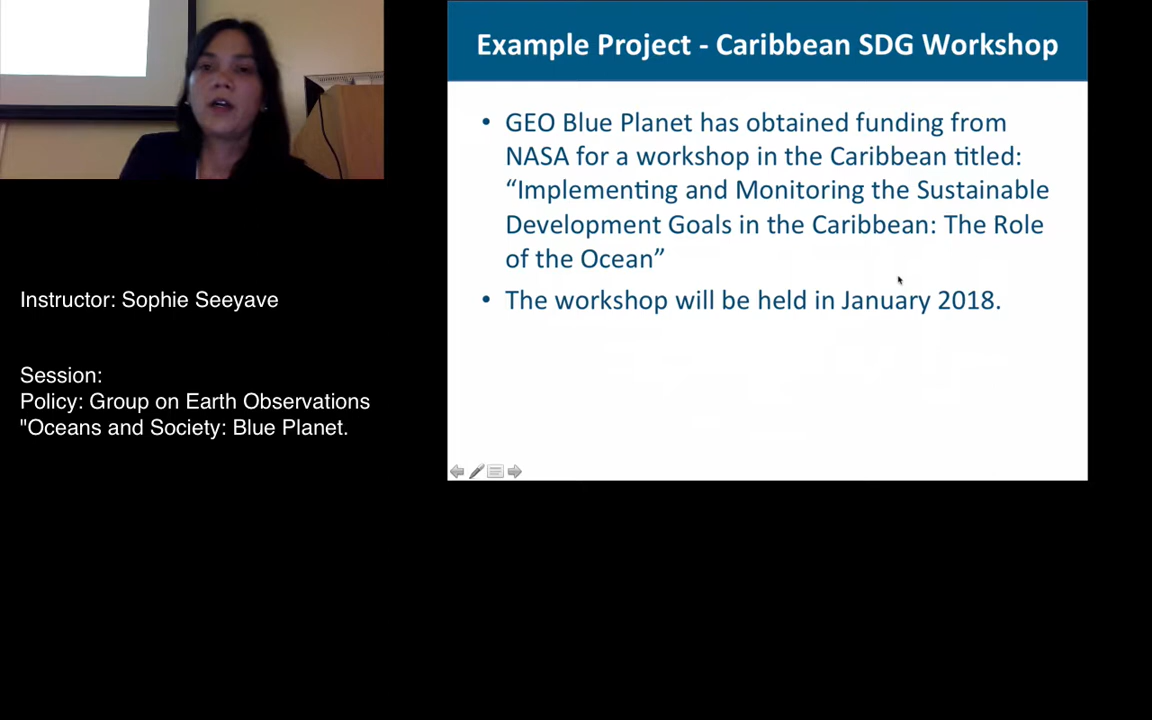 Example Project - Caribbean SDG Workshop
• GEO Blue Planet has obtained funding from
NASA for a workshop in the Caribbean titled:
“Implementing and Monitoring the Sustainable
Development Goals in the Caribbean: The Role
of the Ocean”
• The workshop will be held in January 2018.
Instructor: Sophie Seeyave
Session:
Policy: Group on Earth Observations
"Oceans and Society: Blue Planet.